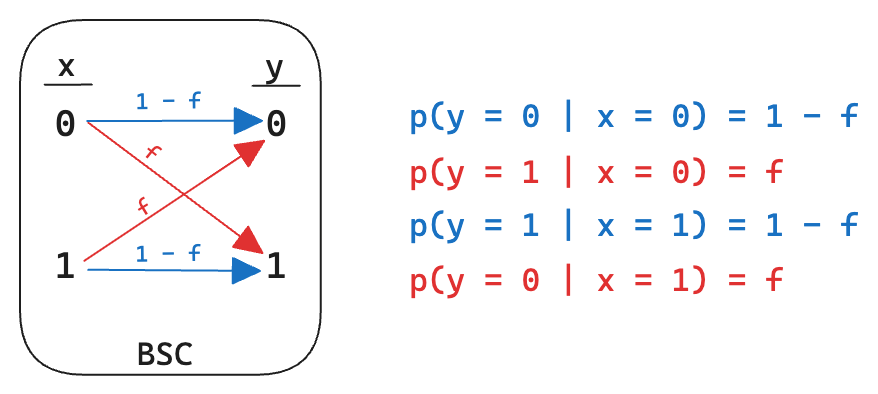 x y
1 - f
0 0
f
f
1 - f
1 1
BSC
p(y = 0 | x = 0) = 1 - f
p(y = 1 | x = 0) = f
p(y = 1 | x = 1) = 1 - f
p(y = 0 | x = 1) = f